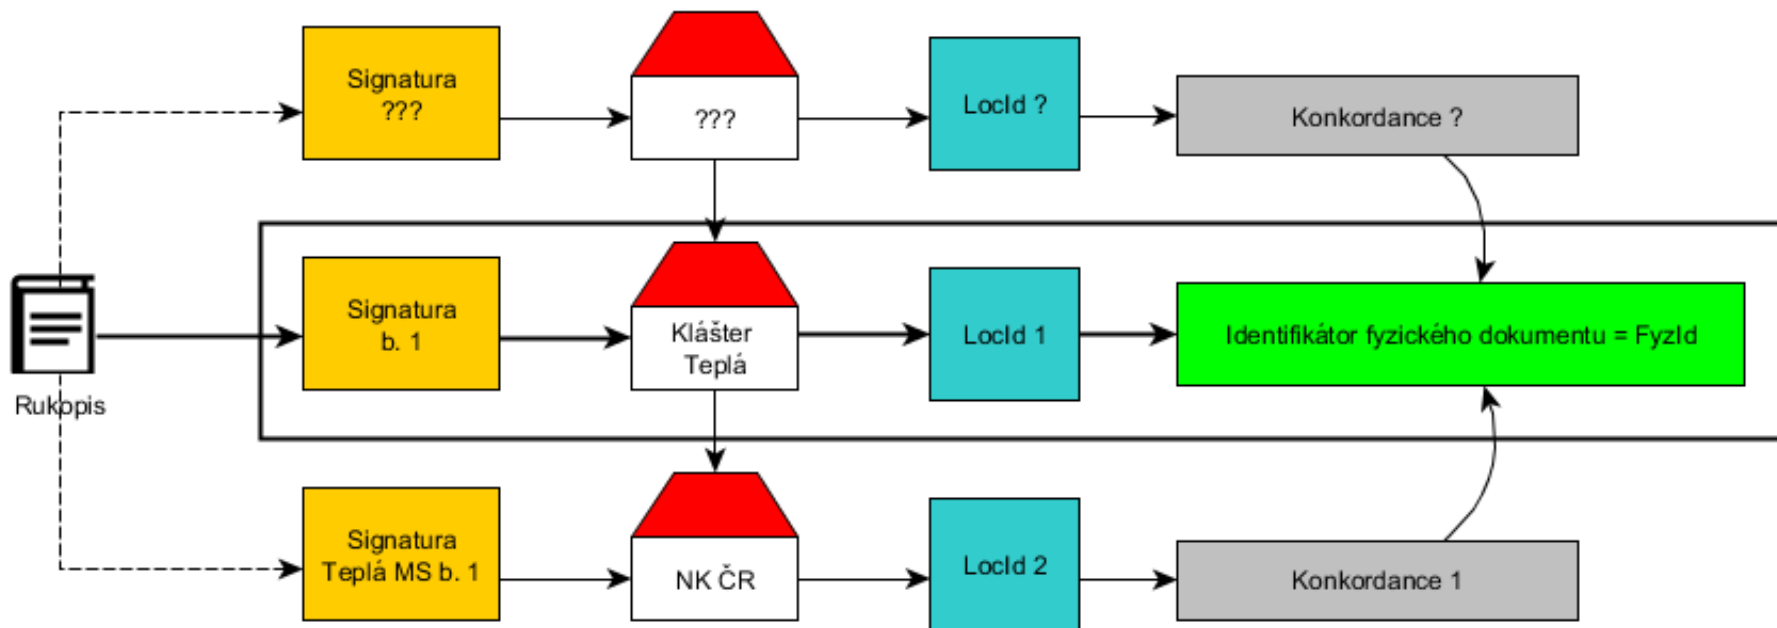 Signatura
???
???
LocId ?
Konkordance ?
Rukopis
Signatura
b. 1
Klášter
Teplá
LocId 1
Identifikátor fyzického dokumentu = FyzId
Signatura
Teplá MS b. 1
NK ČR
LocId 2
Konkordance 1